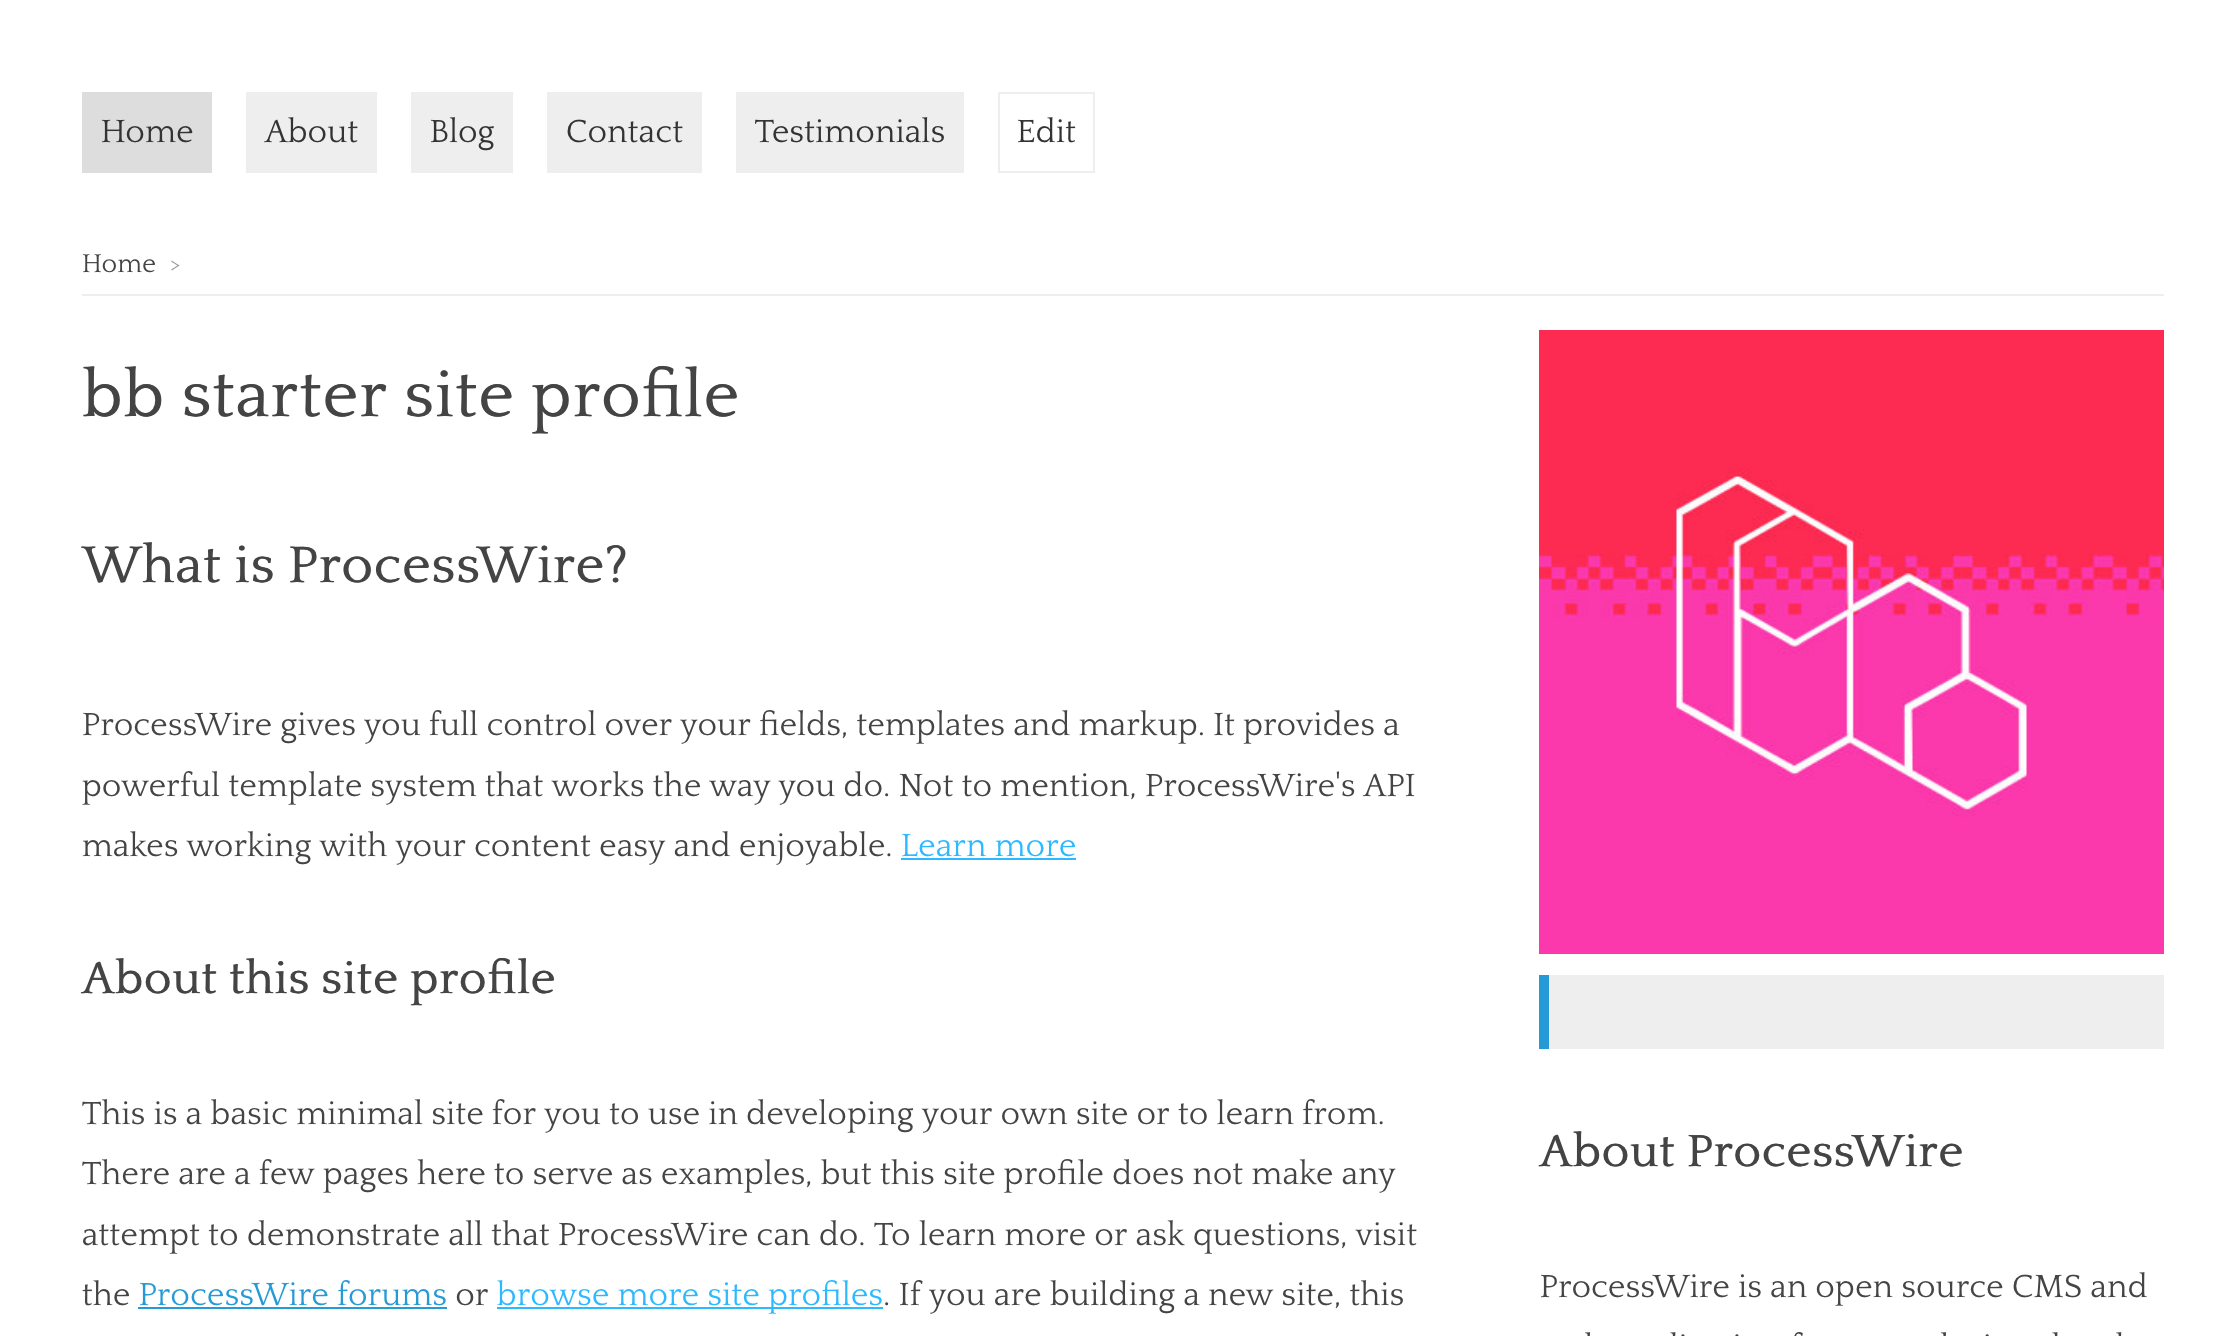 Home About Blog Contact Testimonials Edit
Home >
bb starter site profile
What is ProcessWire?
ProcessWire gives you full control over your fields, templates and markup. It provides a
powerful template system that works the way you do. Not to mention, ProcessWire's API
makes working with your content easy and enjoyable. Learn more
About this site profile
This is a basic minimal site for you to use in developing your own site or to learn from.
There are a few pages here to serve as examples, but this site profile does not make any
attempt to demonstrate all that ProcessWire can do. To learn more or ask questions, visit
the ProcessWire forums or browse more site profiles. If you are building a new site, this
About ProcessWire
ProcessWire is an open source CMS and